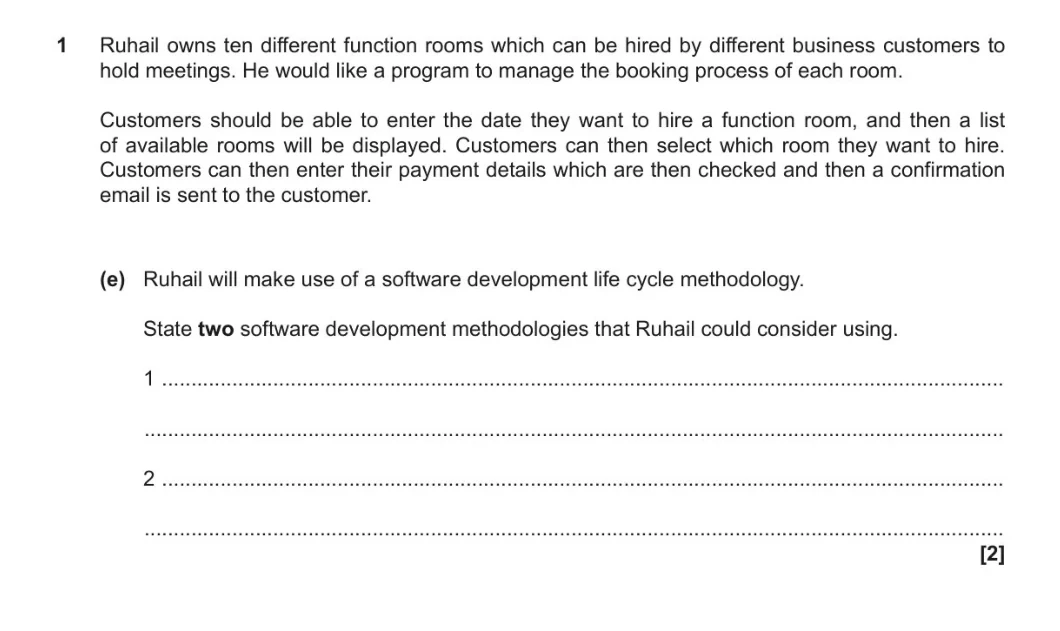 1 Ruhail owns ten different function rooms which can be hired by different business customers to
hold meetings. He would like a program to manage the booking process of each room.
Customers should be able to enter the date they want to hire a function room, and then a list
of available rooms will be displayed. Customers can then select which room they want to hire.
Customers can then enter their payment details which are then checked and then a confirmation
email is sent to the customer.
(e) Ruhail will make use of a software development life cycle methodology.
State two software development methodologies that Ruhail could consider using.
1 ................................................................................
................................................................................
2 ................................................................................
................................................................................
[2]